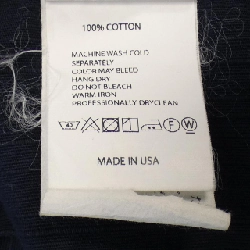 100% COTTON
MACHINE WASH COLD
SEPARATELY
COLOR MAY BLEED
HANG DRY
DO NOT BLEACH
WARM IRON
PROFESSIONALLY DRYCLEAN
F W
MADE IN USA